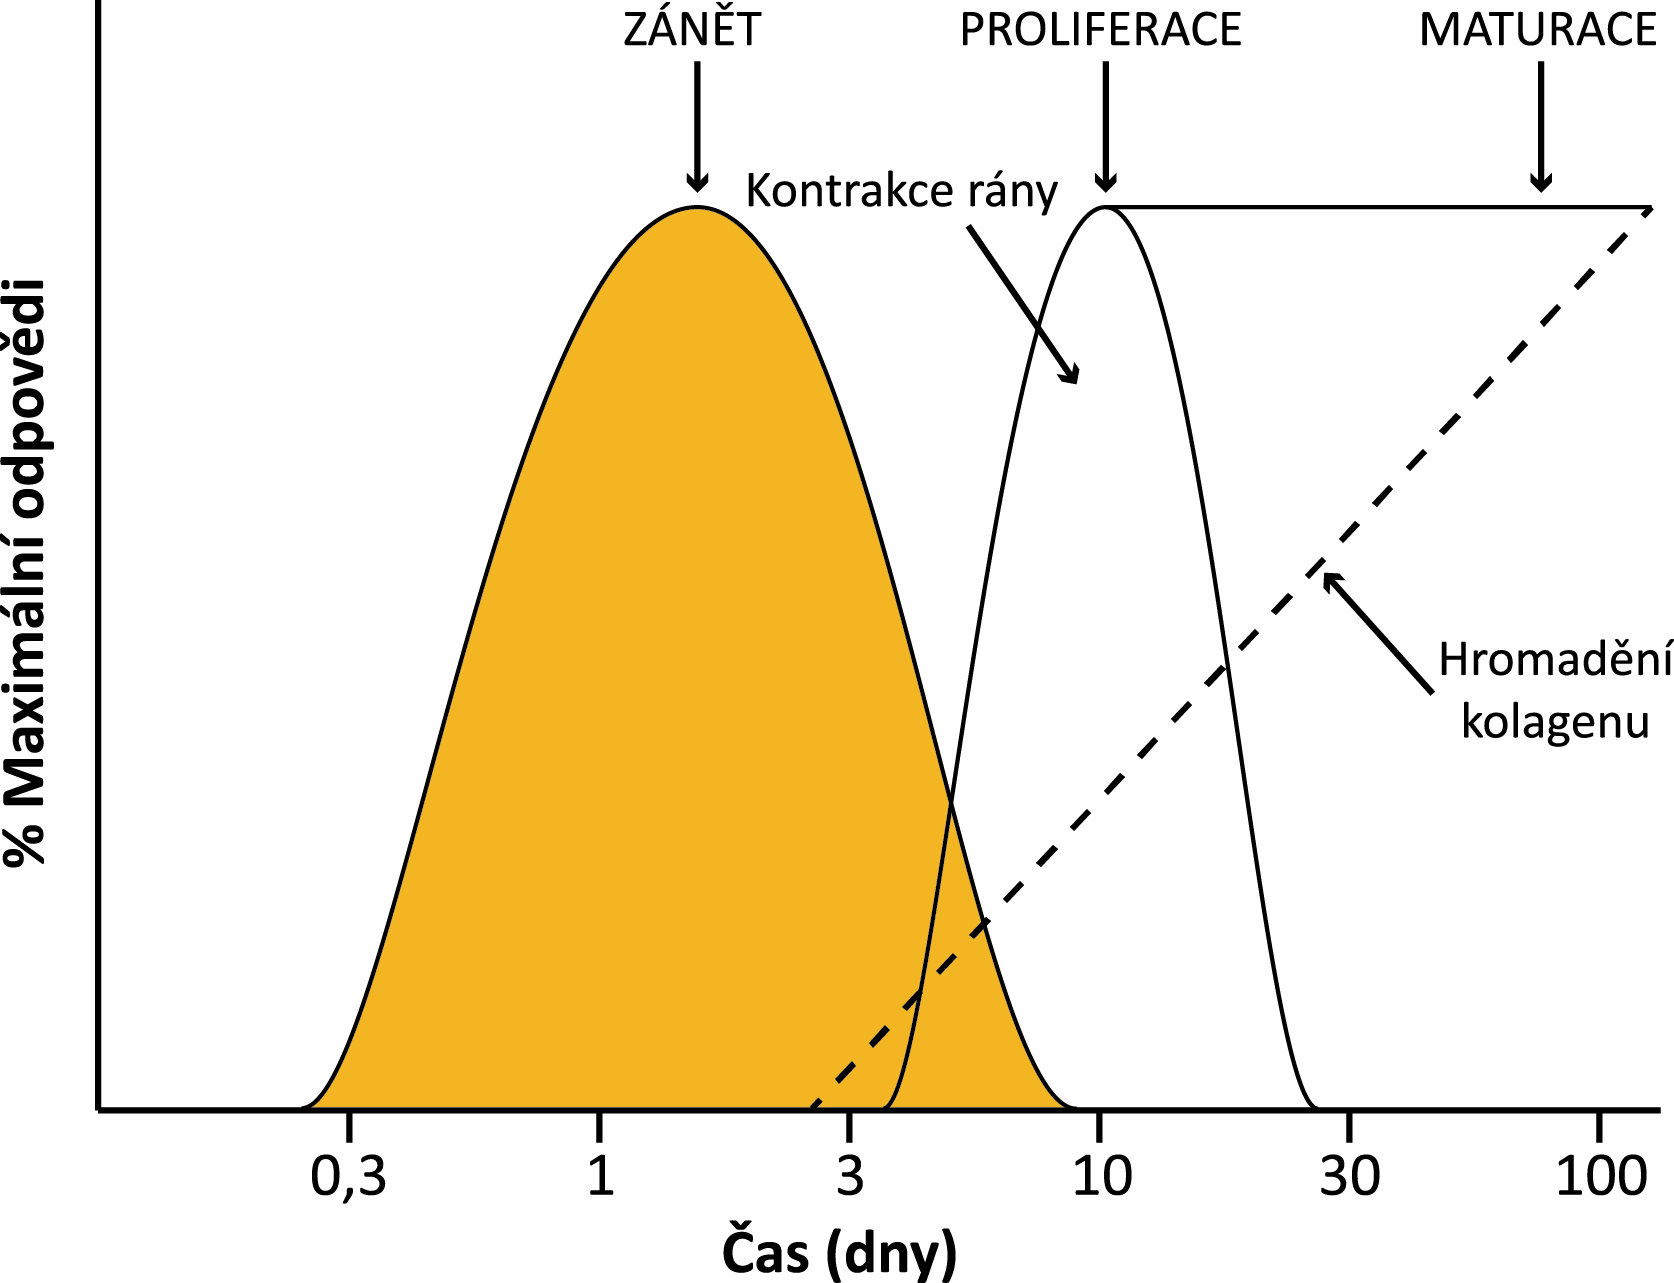 ZÁNĚT
PROLIFERACE
MATURACE
Kontrakce rány
% Maximální odpovědi
Hromadění
kolagenu
0,3
1
3
10
30
100
Čas (dny)